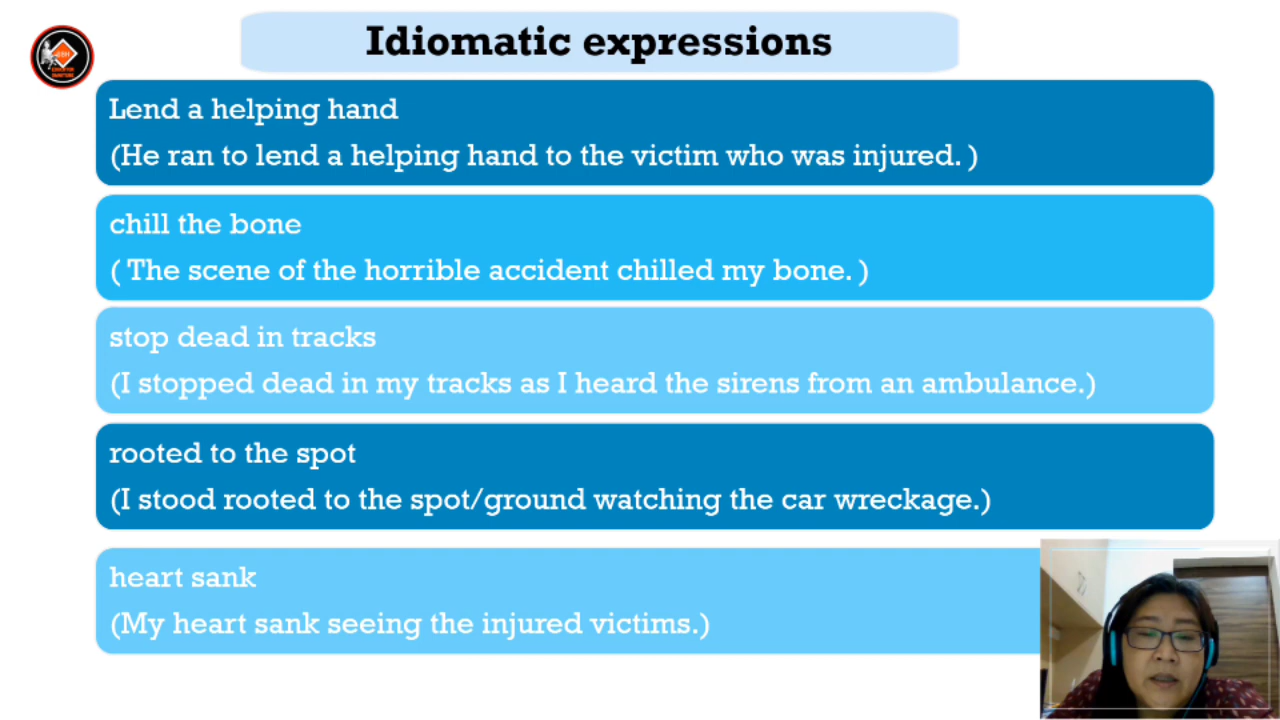 Idiomatic expressions
Lend a helping hand
(He ran to lend a helping hand to the victim who was injured. )
chill the bone
( The scene of the horrible accident chilled my bone. )
stop dead in tracks
(I stopped dead in my tracks as I heard the sirens from an ambulance.)
rooted to the spot
(I stood rooted to the spot/ground watching the car wreckage.)
heart sank
(My heart sank seeing the injured victims.)